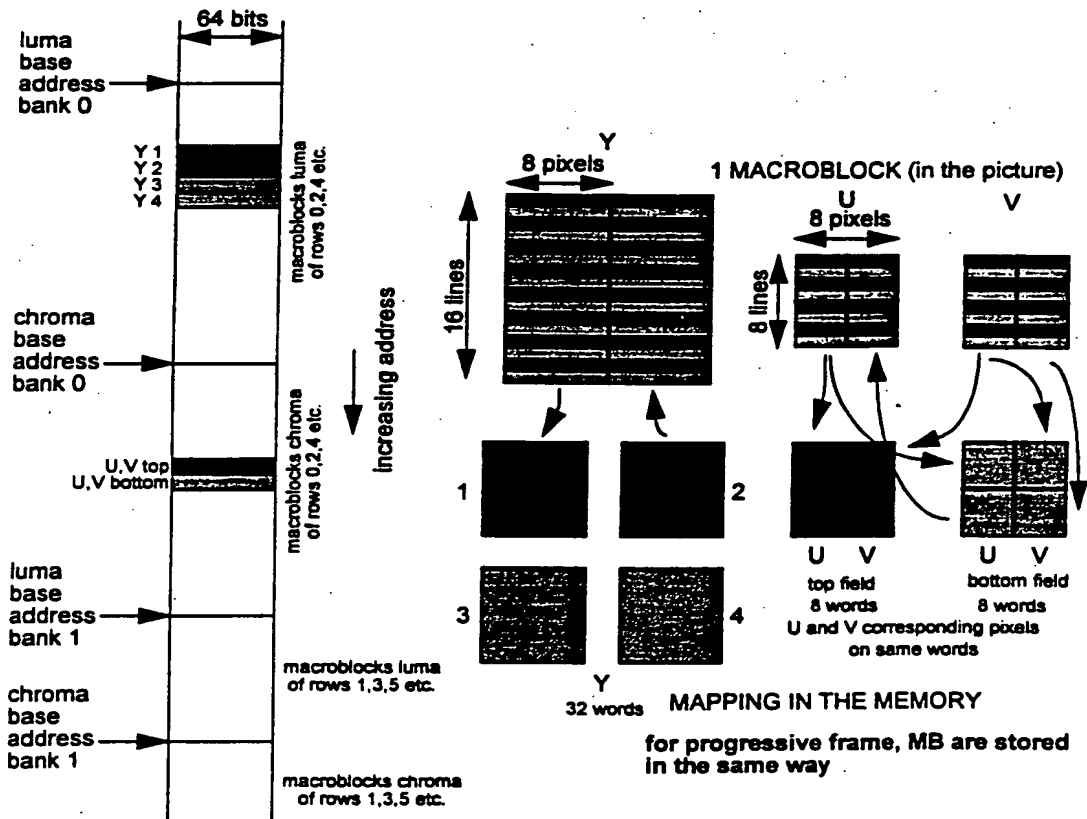 64 bits
luma
base
address
bank 0
Y 1
Y 2
Y 3
Y 4
macroblocks luma
of rows 0,2,4 etc.
chroma
base
address
bank 0
increasing address
U,V top
U,V bottom
macroblocks chroma
of rows 0,2,4 etc.
luma
base
address
bank 1
macroblocks luma
of rows 1,3,5 etc.
chroma
base
address
bank 1
macroblocks chroma
of rows 1,3,5 etc.
Y
8 pixels
16 lines
1 MACROBLOCK (in the picture)
U
V
8 pixels
8 lines
1
2
3
4
Y
32 words
U V
top field
8 words
U V
bottom field
8 words
U and V corresponding pixels
on same words
MAPPING IN THE MEMORY
for progressive frame, MB are stored
in the same way